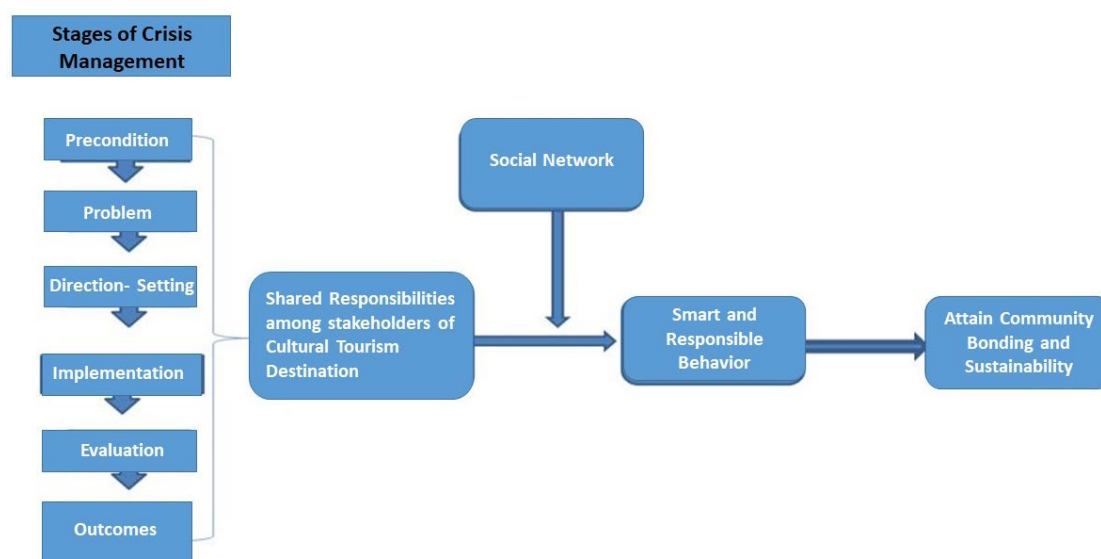 Stages of Crisis
Management
Precondition
Problem
Direction- Setting
Implementation
Evaluation
Outcomes
Shared Responsibilities
among stakeholders of
Cultural Tourism
Destination
Social Network
Smart and
Responsible
Behavior
Attain Community
Bonding and
Sustainability